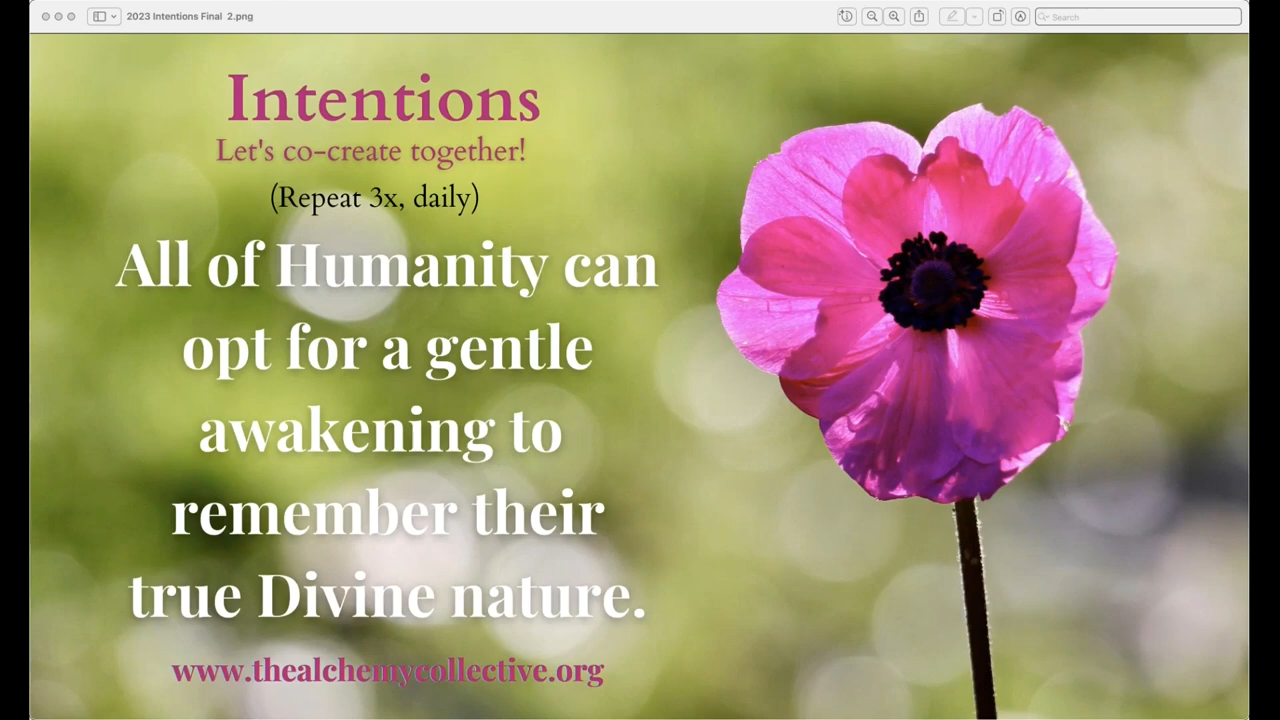 2023 Intentions Final 2.png
Search
Intentions
Let's co-create together!
(Repeat 3x, daily)
All of Humanity can
opt for a gentle
awakening to
remember their
true Divine nature.
www.thealchemycollective.org